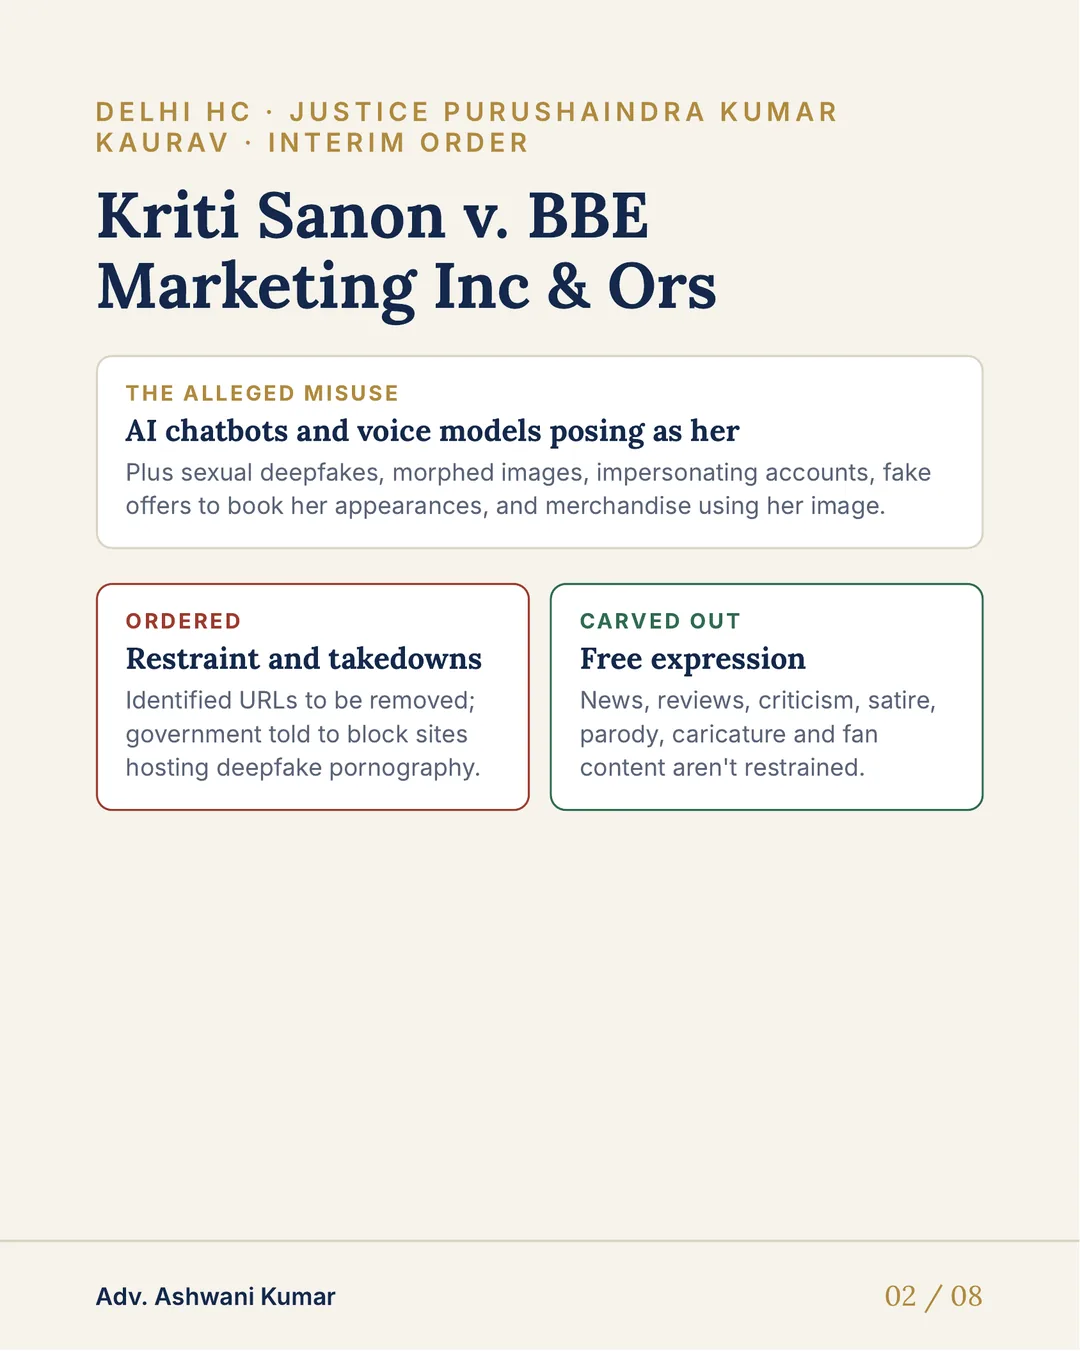 DELHI HC · JUSTICE PURUSHAINDRA KUMAR
KAURAV · INTERIM ORDER
Kriti Sanon v. BBE
Marketing Inc & Ors
THE ALLEGED MISUSE
AI chatbots and voice models posing as her
Plus sexual deepfakes, morphed images, impersonating accounts, fake
offers to book her appearances, and merchandise using her image.
ORDERED
Restraint and takedowns
Identified URLs to be removed;
government told to block sites
hosting deepfake pornography.
CARVED OUT
Free expression
News, reviews, criticism, satire,
parody, caricature and fan
content aren't restrained.
Adv. Ashwani Kumar
02 / 08